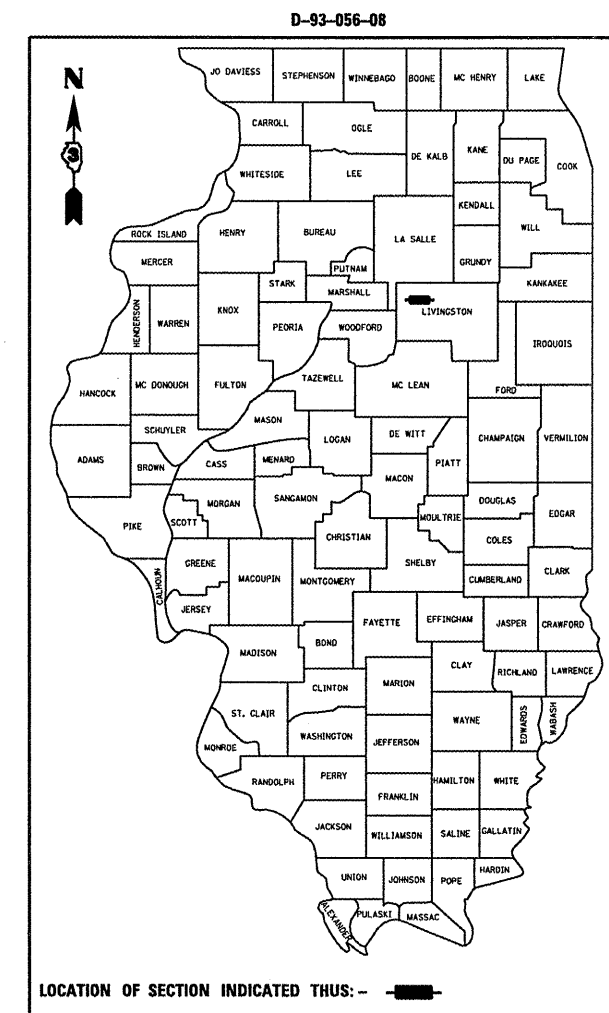 D-93-056-08
JO DAVIESS STEPHENSON WINNEBAGO BOONE MC HENRY LAKE
N
CARROLL OGLE
3
DE KALB KANE DU PAGE COOK
WHITESIDE LEE
KENDALL
ROCK ISLAND HENRY BUREAU LA SALLE WILL
MERCER PUTNAM GRUNDY
STARK MARSHALL KANKAKEE
HENDERSON WARREN KNOX PEORIA WOODFORD LIVINGSTON
IROQUOIS
HANCOCK MC DONOUGH FULTON TAZEWELL MC LEAN FORD
MASON
SCHUYLER LOGAN DE WITT CHAMPAIGN VERMILION
ADAMS BROWN CASS MENARD PIATT
MACON
MORGAN SANGAMON DOUGLAS EDGAR
PIKE SCOTT CHRISTIAN MOULTRIE COLES
GREENE SHELBY CLARK
CALHOUN MACOUPIN MONTGOMERY CUMBERLAND
JERSEY FAYETTE EFFINGHAM JASPER CRAWFORD
MADISON BOND
CLAY RICHLAND LAWRENCE
CLINTON MARION
ST. CLAIR WAYNE EDWARDS WABASH
WASHINGTON JEFFERSON
MONROE
RANDOLPH PERRY HAMILTON WHITE
FRANKLIN
JACKSON WILLIAMSON SALINE GALLATIN
UNION JOHNSON POPE HARDIN
ALEXANDER PULASKI MASSAC
LOCATION OF SECTION INDICATED THUS: -